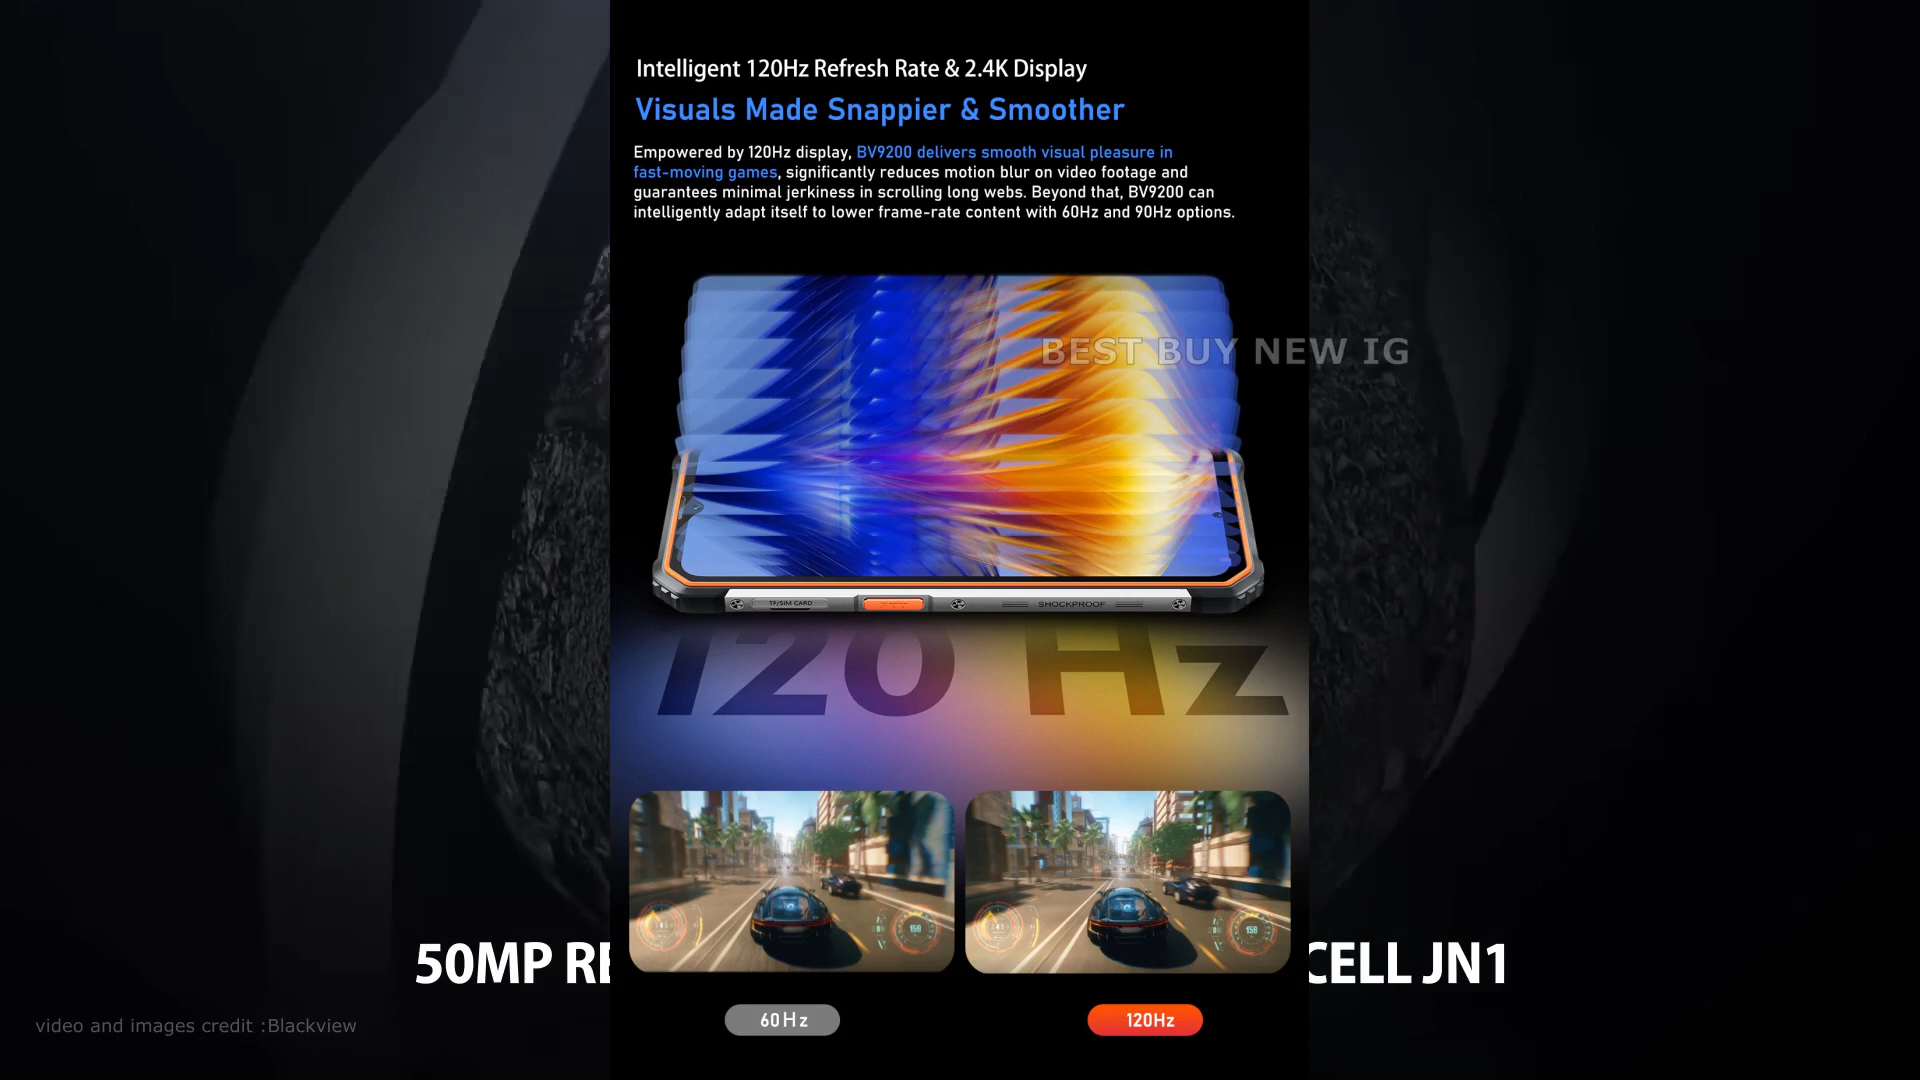 Intelligent 120Hz Refresh Rate & 2.4K Display
Visuals Made Snappier & Smoother
Empowered by 120Hz display, BV9200 delivers smooth visual pleasure in
fast-moving games, significantly reduces motion blur on video footage and
guarantees minimal jerkiness in scrolling long webs. Beyond that, BV9200 can
intelligently adapt itself to lower frame-rate content with 60Hz and 90Hz options.
BEST BUY NEW IG
TF/SIM CARD
SHOCKPROOF
120 Hz
158
158
50MP RE
CELL JN1
60Hz
120Hz
video and images credit :Blackview